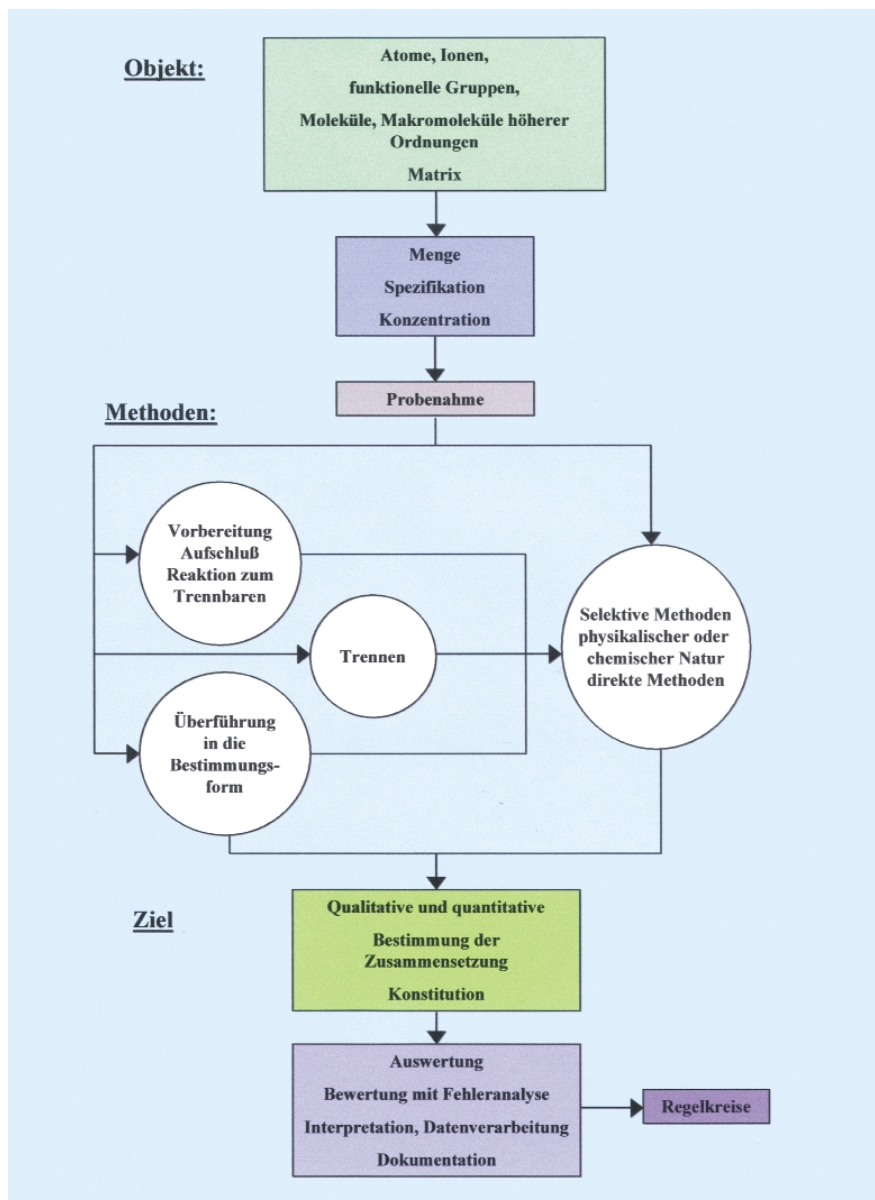 Objekt:
Atome, Ionen,
funktionelle Gruppen,
Moleküle, Makromoleküle höherer
Ordnungen
Matrix
Menge
Spezifikation
Konzentration
Probenahme
Methoden:
Vorbereitung
Aufschluß
Reaktion zum
Trennbaren
Trennen
Selektive Methoden
physikalischer oder
chemischer Natur
direkte Methoden
Überführung
in die
Bestimmungs-
form
Ziel
Qualitative und quantitative
Bestimmung der
Zusammensetzung
Konstitution
Auswertung
Bewertung mit Fehleranalyse
Interpretation, Datenverarbeitung
Dokumentation
Regelkreise